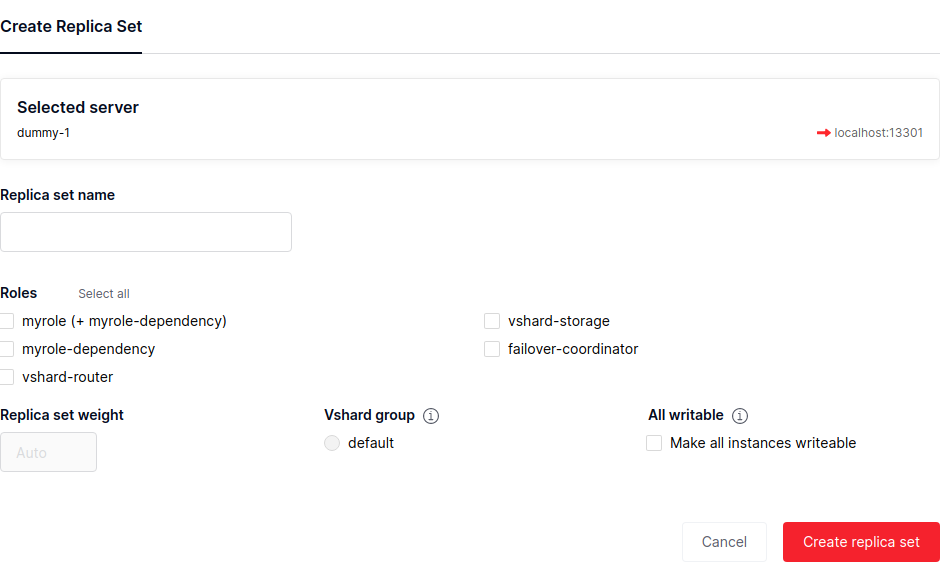 Create Replica Set
Selected server
dummy-1
localhost:13301
Replica set name
Roles Select all
myrole (+ myrole-dependency)
vshard-storage
myrole-dependency
failover-coordinator
vshard-router
Replica set weight
Vshard group
All writable
Auto
default
Make all instances writeable
Cancel
Create replica set